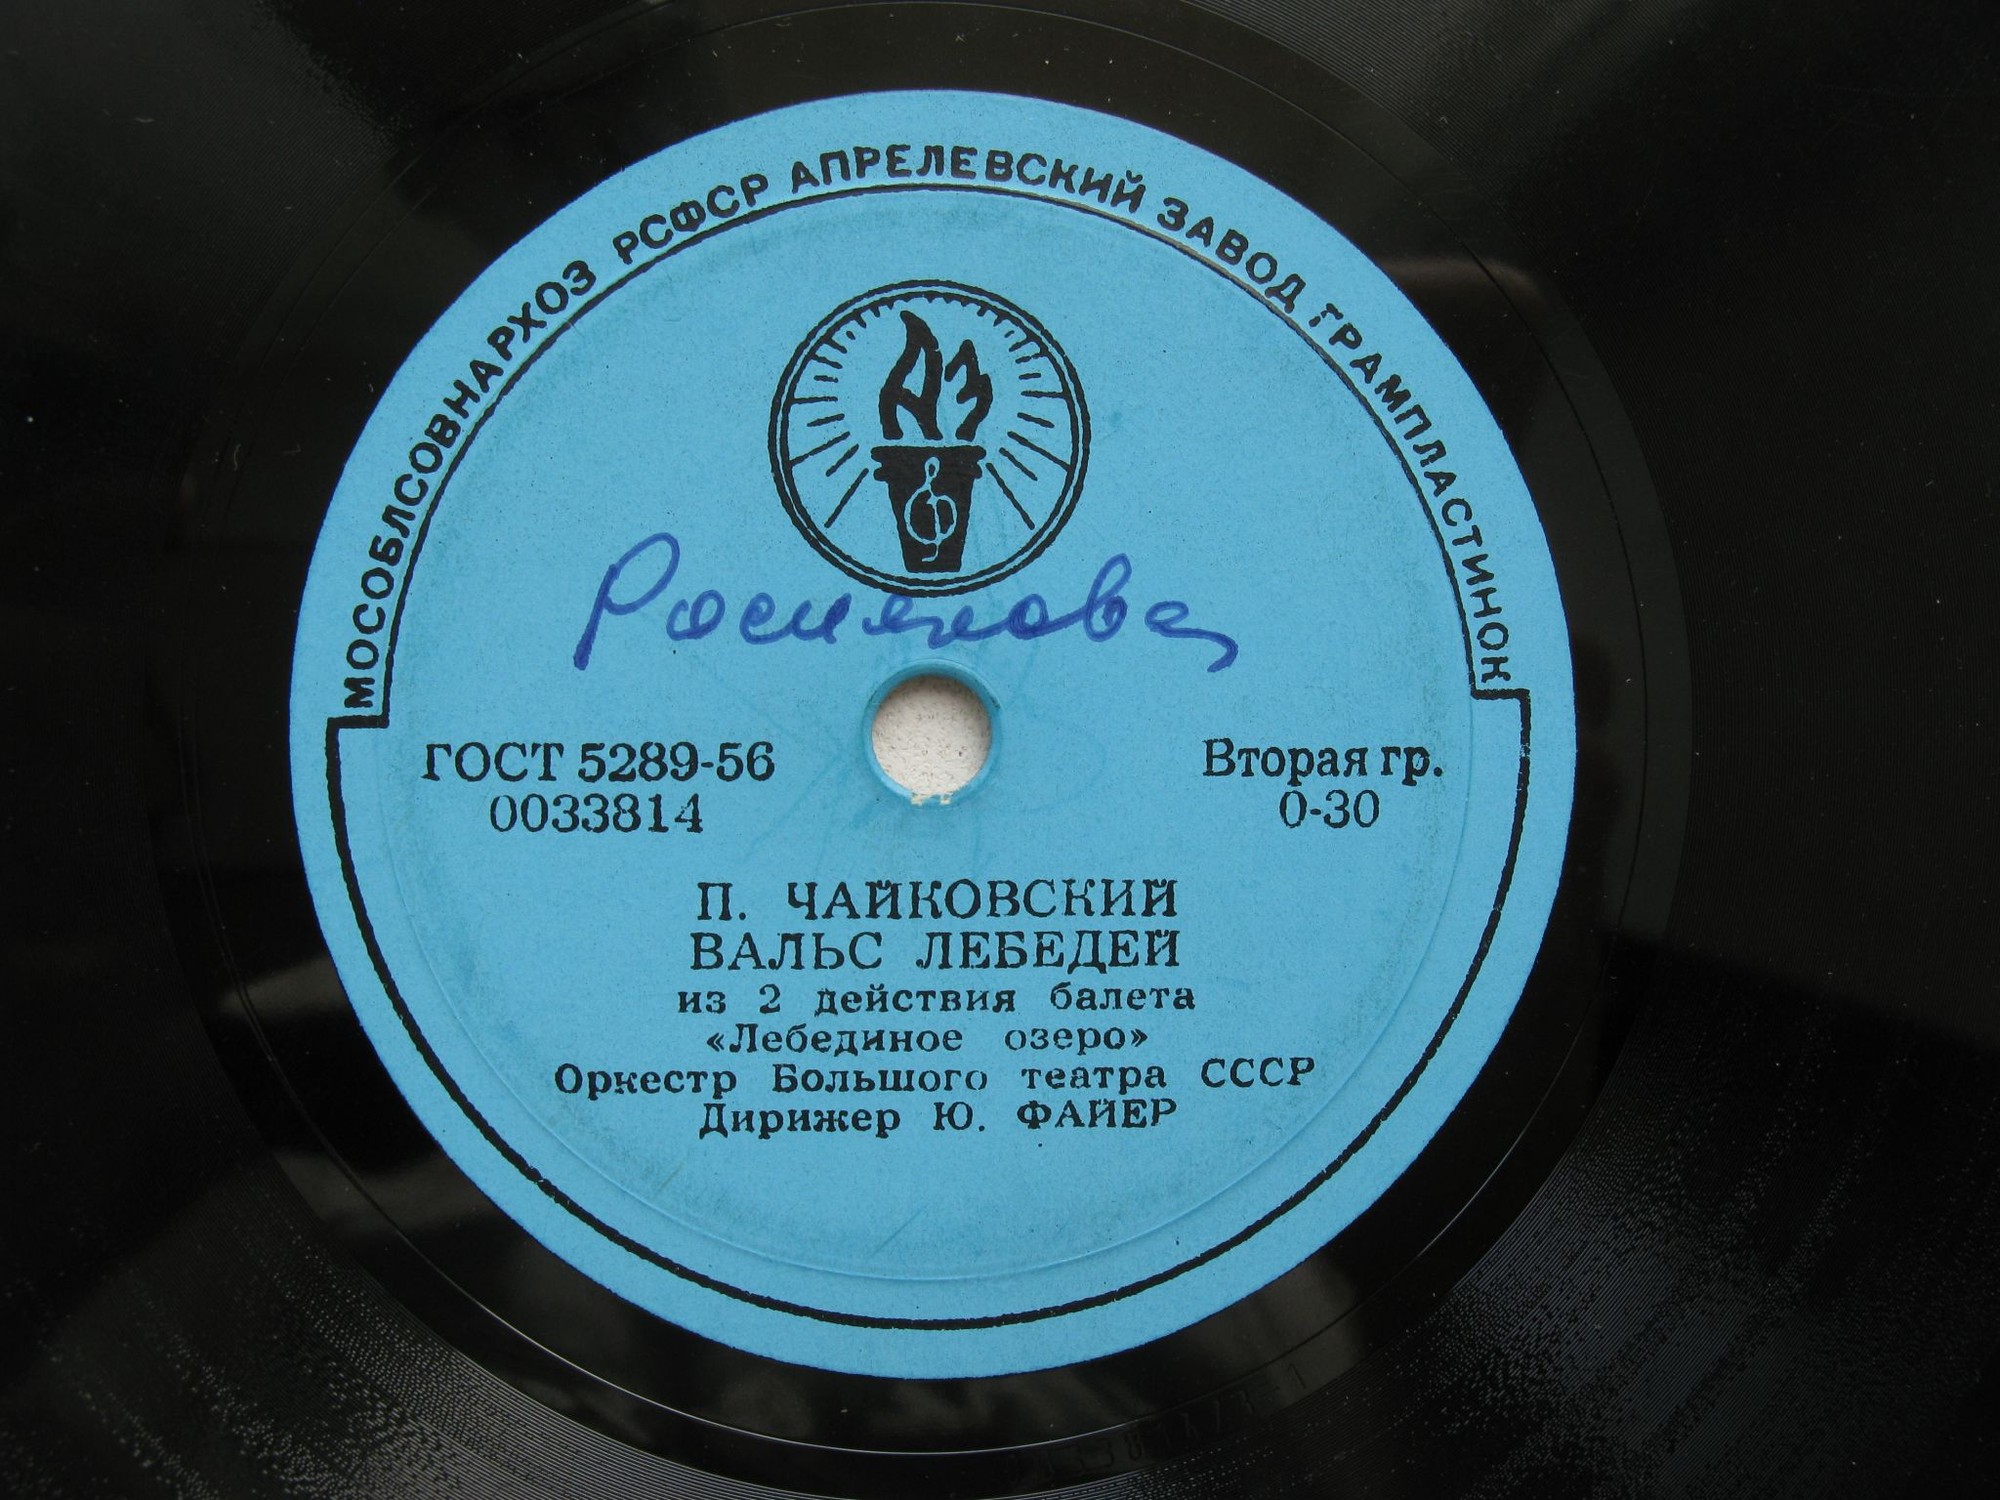 МОСОБЛСОВНАРХОЗ РСФСР АПРЕЛЕВСКИЙ ЗАВОД ГРАМПЛАСТИНОК
АЗ
ГОСТ 5289-56
0033814
Вторая гр.
0-30
П. ЧАЙКОВСКИЙ
ВАЛЬС ЛЕБЕДЕЙ
из 2 действия балета
«Лебединое озеро»
Оркестр Большого театра СССР
Дирижер Ю. ФАЙЕР